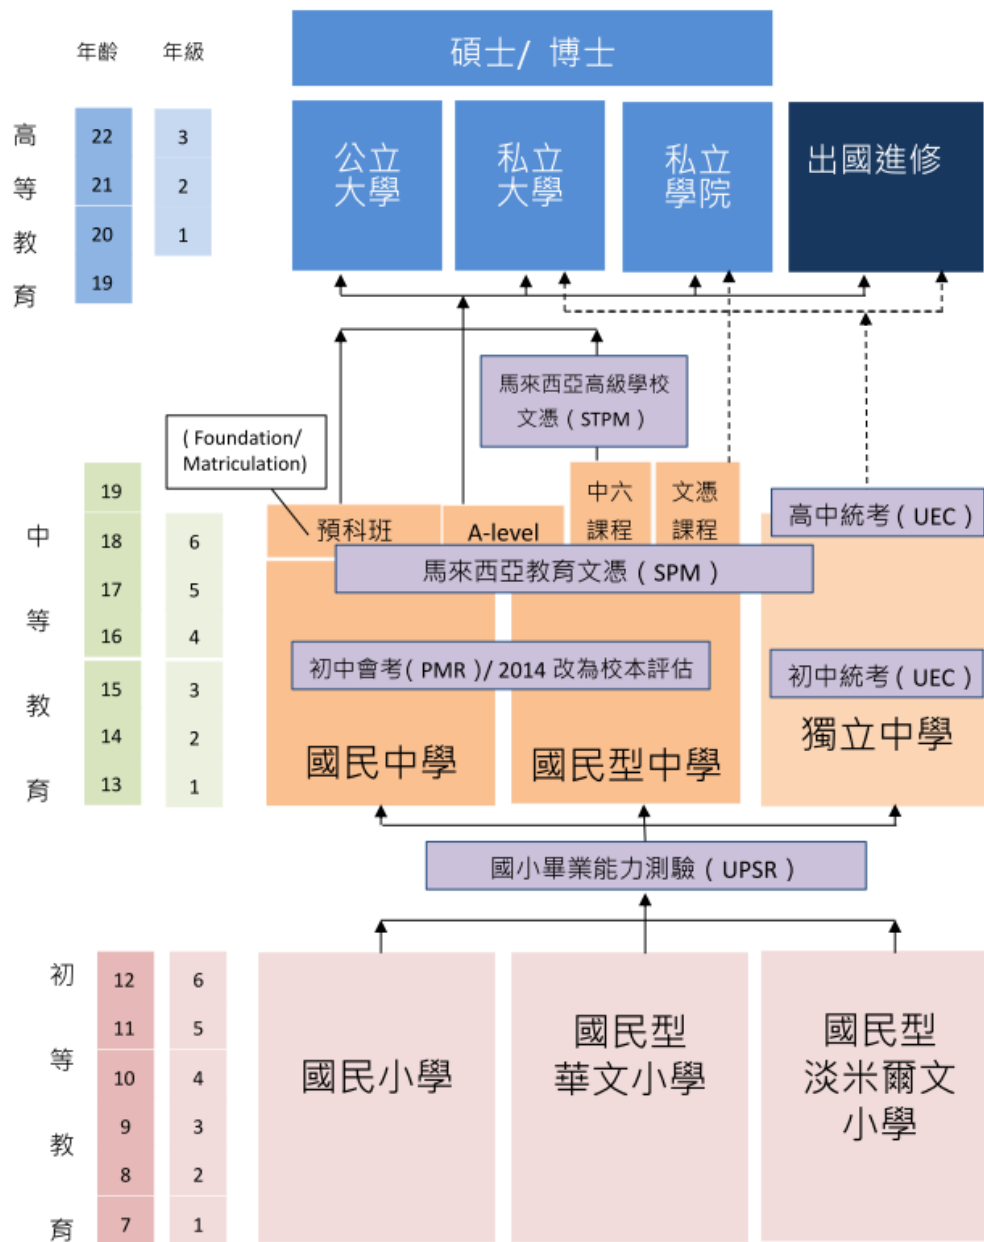 年齡 年級
碩士/ 博士
高等教育
22 3
21 2
20 1
19
公立
大學
私立
大學
私立
學院
出國進修
馬來西亞高級學校
文憑（STPM）
( Foundation/
Matriculation)
中等教育
19
18 6
17 5
16 4
15 3
14 2
13 1
預科班
A-level
中六
課程
文憑
課程
高中統考（UEC）
馬來西亞教育文憑（SPM）
初中會考( PMR )/ 2014 改為校本評估
初中統考（UEC）
國民中學
國民型中學
獨立中學
國小畢業能力測驗（UPSR）
初等教育
12 6
11 5
10 4
9 3
8 2
7 1
國民小學
國民型
華文小學
國民型
淡米爾文
小學